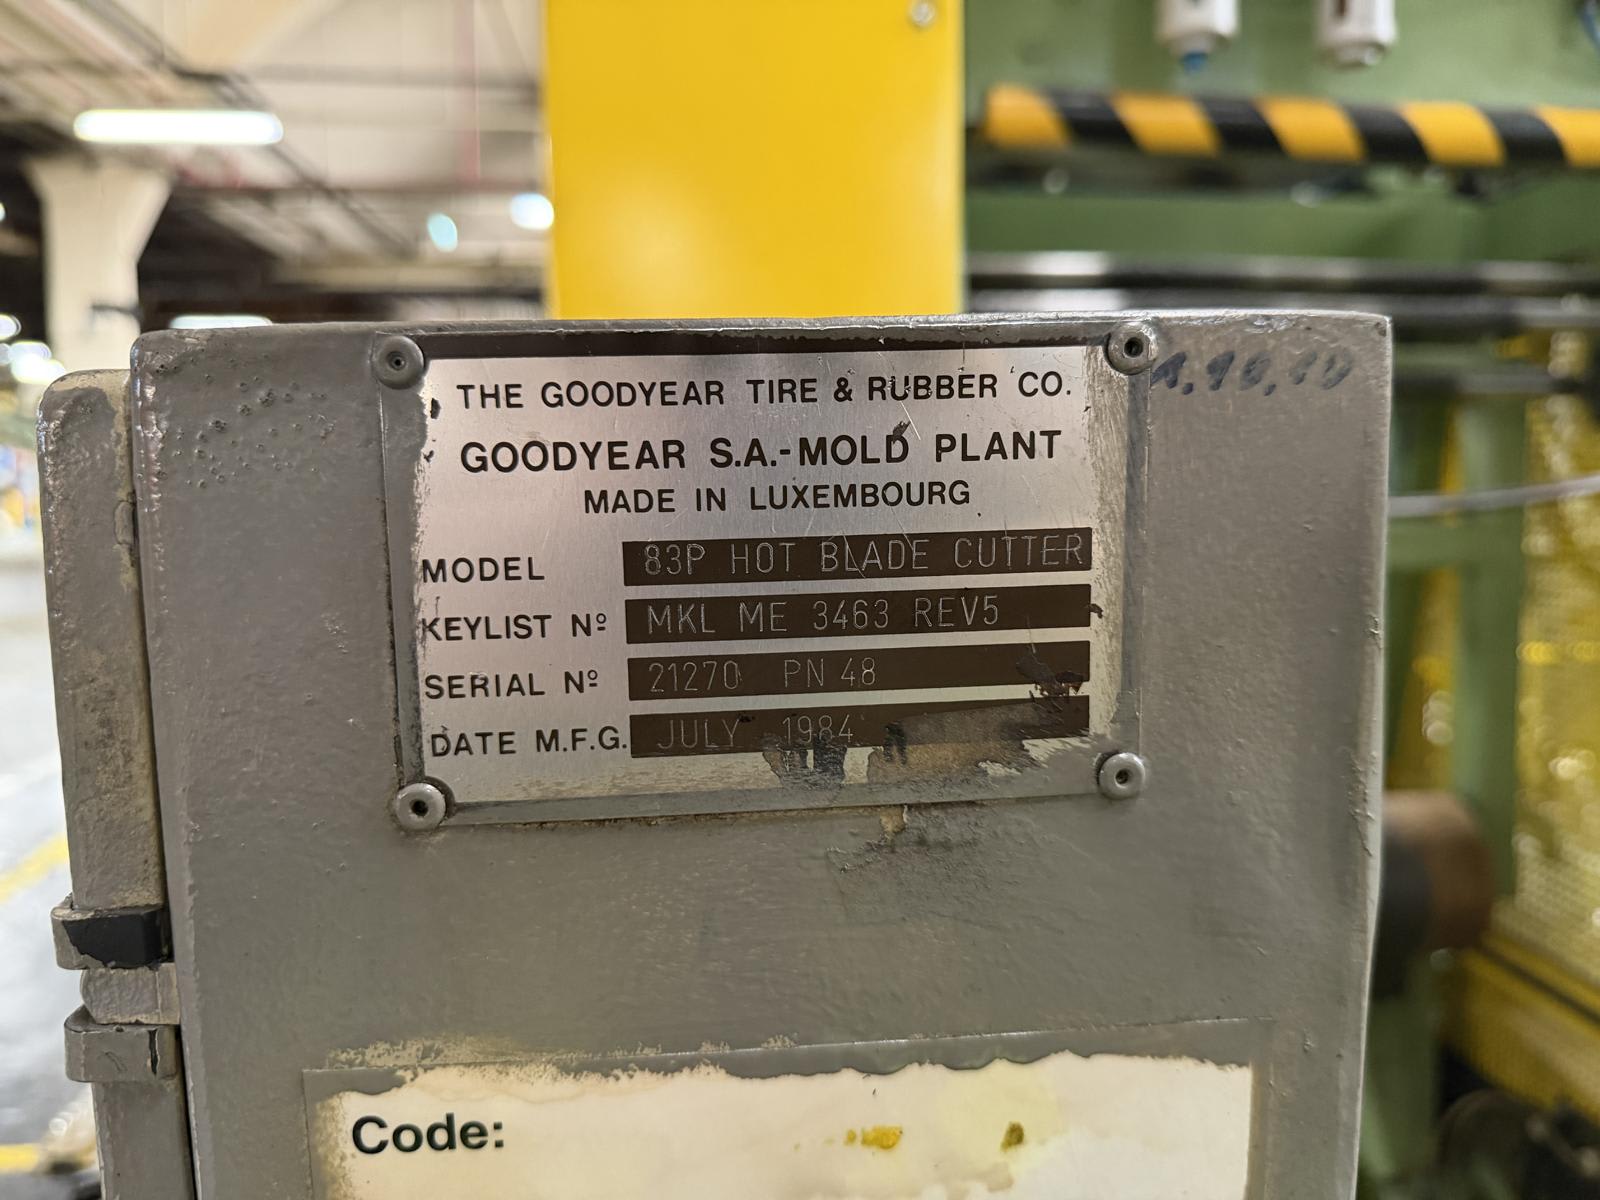 THE GOODYEAR TIRE & RUBBER CO.
GOODYEAR S.A.-MOLD PLANT
MADE IN LUXEMBOURG
MODEL 83P HOT BLADE CUTTER
KEYLIST Nº MKL ME 3463 REV5
SERIAL Nº 21270 PN 48
DATE M.F.G. JULY 1984
Code: